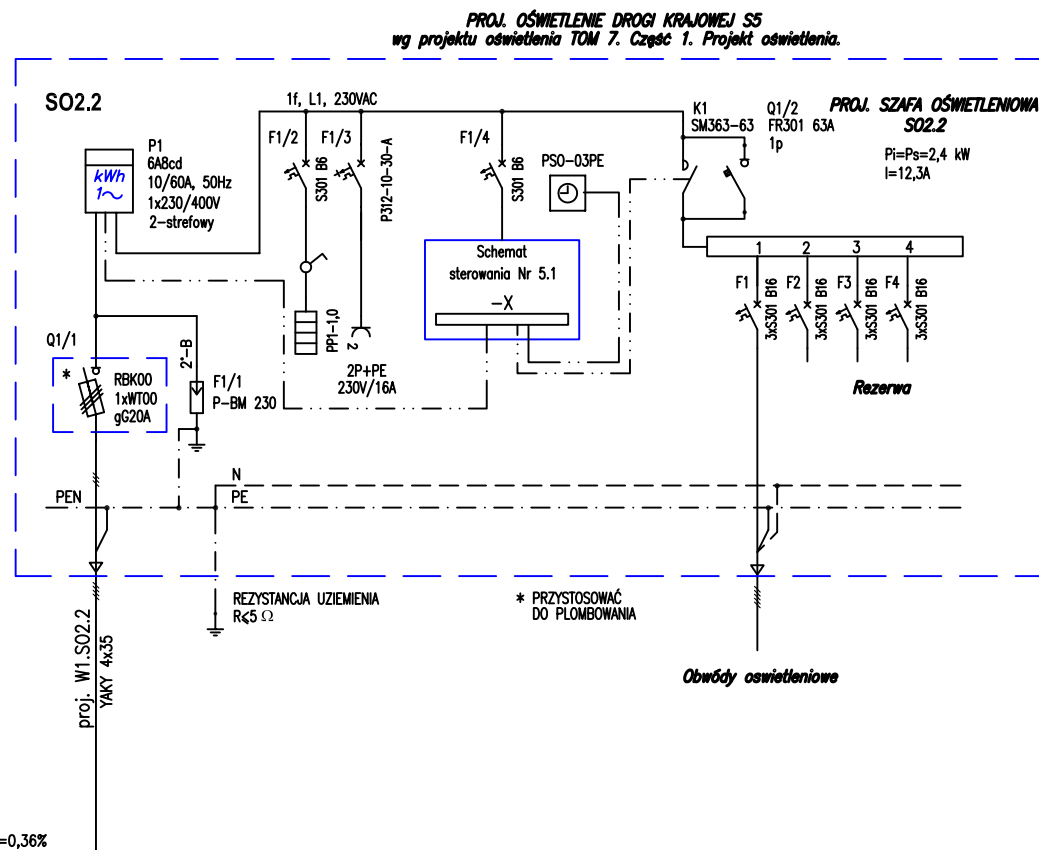 PROJ. OŚWIETLENIE DROGI KRAJOWEJ S5
wg projektu oświetlenia TOM 7. Część 1. Projekt oświetlenia.
SO2.2
1f, L1, 230VAC
K1
SM363-63
Q1/2
FR301 63A
1p
PROJ. SZAFA OŚWIETLENIOWA
SO2.2
Pi=Ps=2,4 kW
I=12,3A
P1
6A8cd
10/60A, 50Hz
1x230/400V
2-strefowy
kWh
1~
F1/2
S301 B6
F1/3
P312-10-30-A
F1/4
S301 B6
PSO-03PE
Schemat
sterowania Nr 5.1
-X
1 2 3 4
F1
3xS301 B16
F2
3xS301 B16
F3
3xS301 B16
F4
3xS301 B16
Rezerwa
PP1-1,0
2
2P+PE
230V/16A
Q1/1
*
RBK00
1xWT00
gG20A
2°-B
F1/1
P-BM 230
N
PEN
PE
REZYSTANCJA UZIEMIENIA
R≤5 Ω
* PRZYSTOSOWAĆ
DO PLOMBOWANIA
Obwódy oswietleniowe
proj. W1.SO2.2
YAKY 4x35
=0,36%